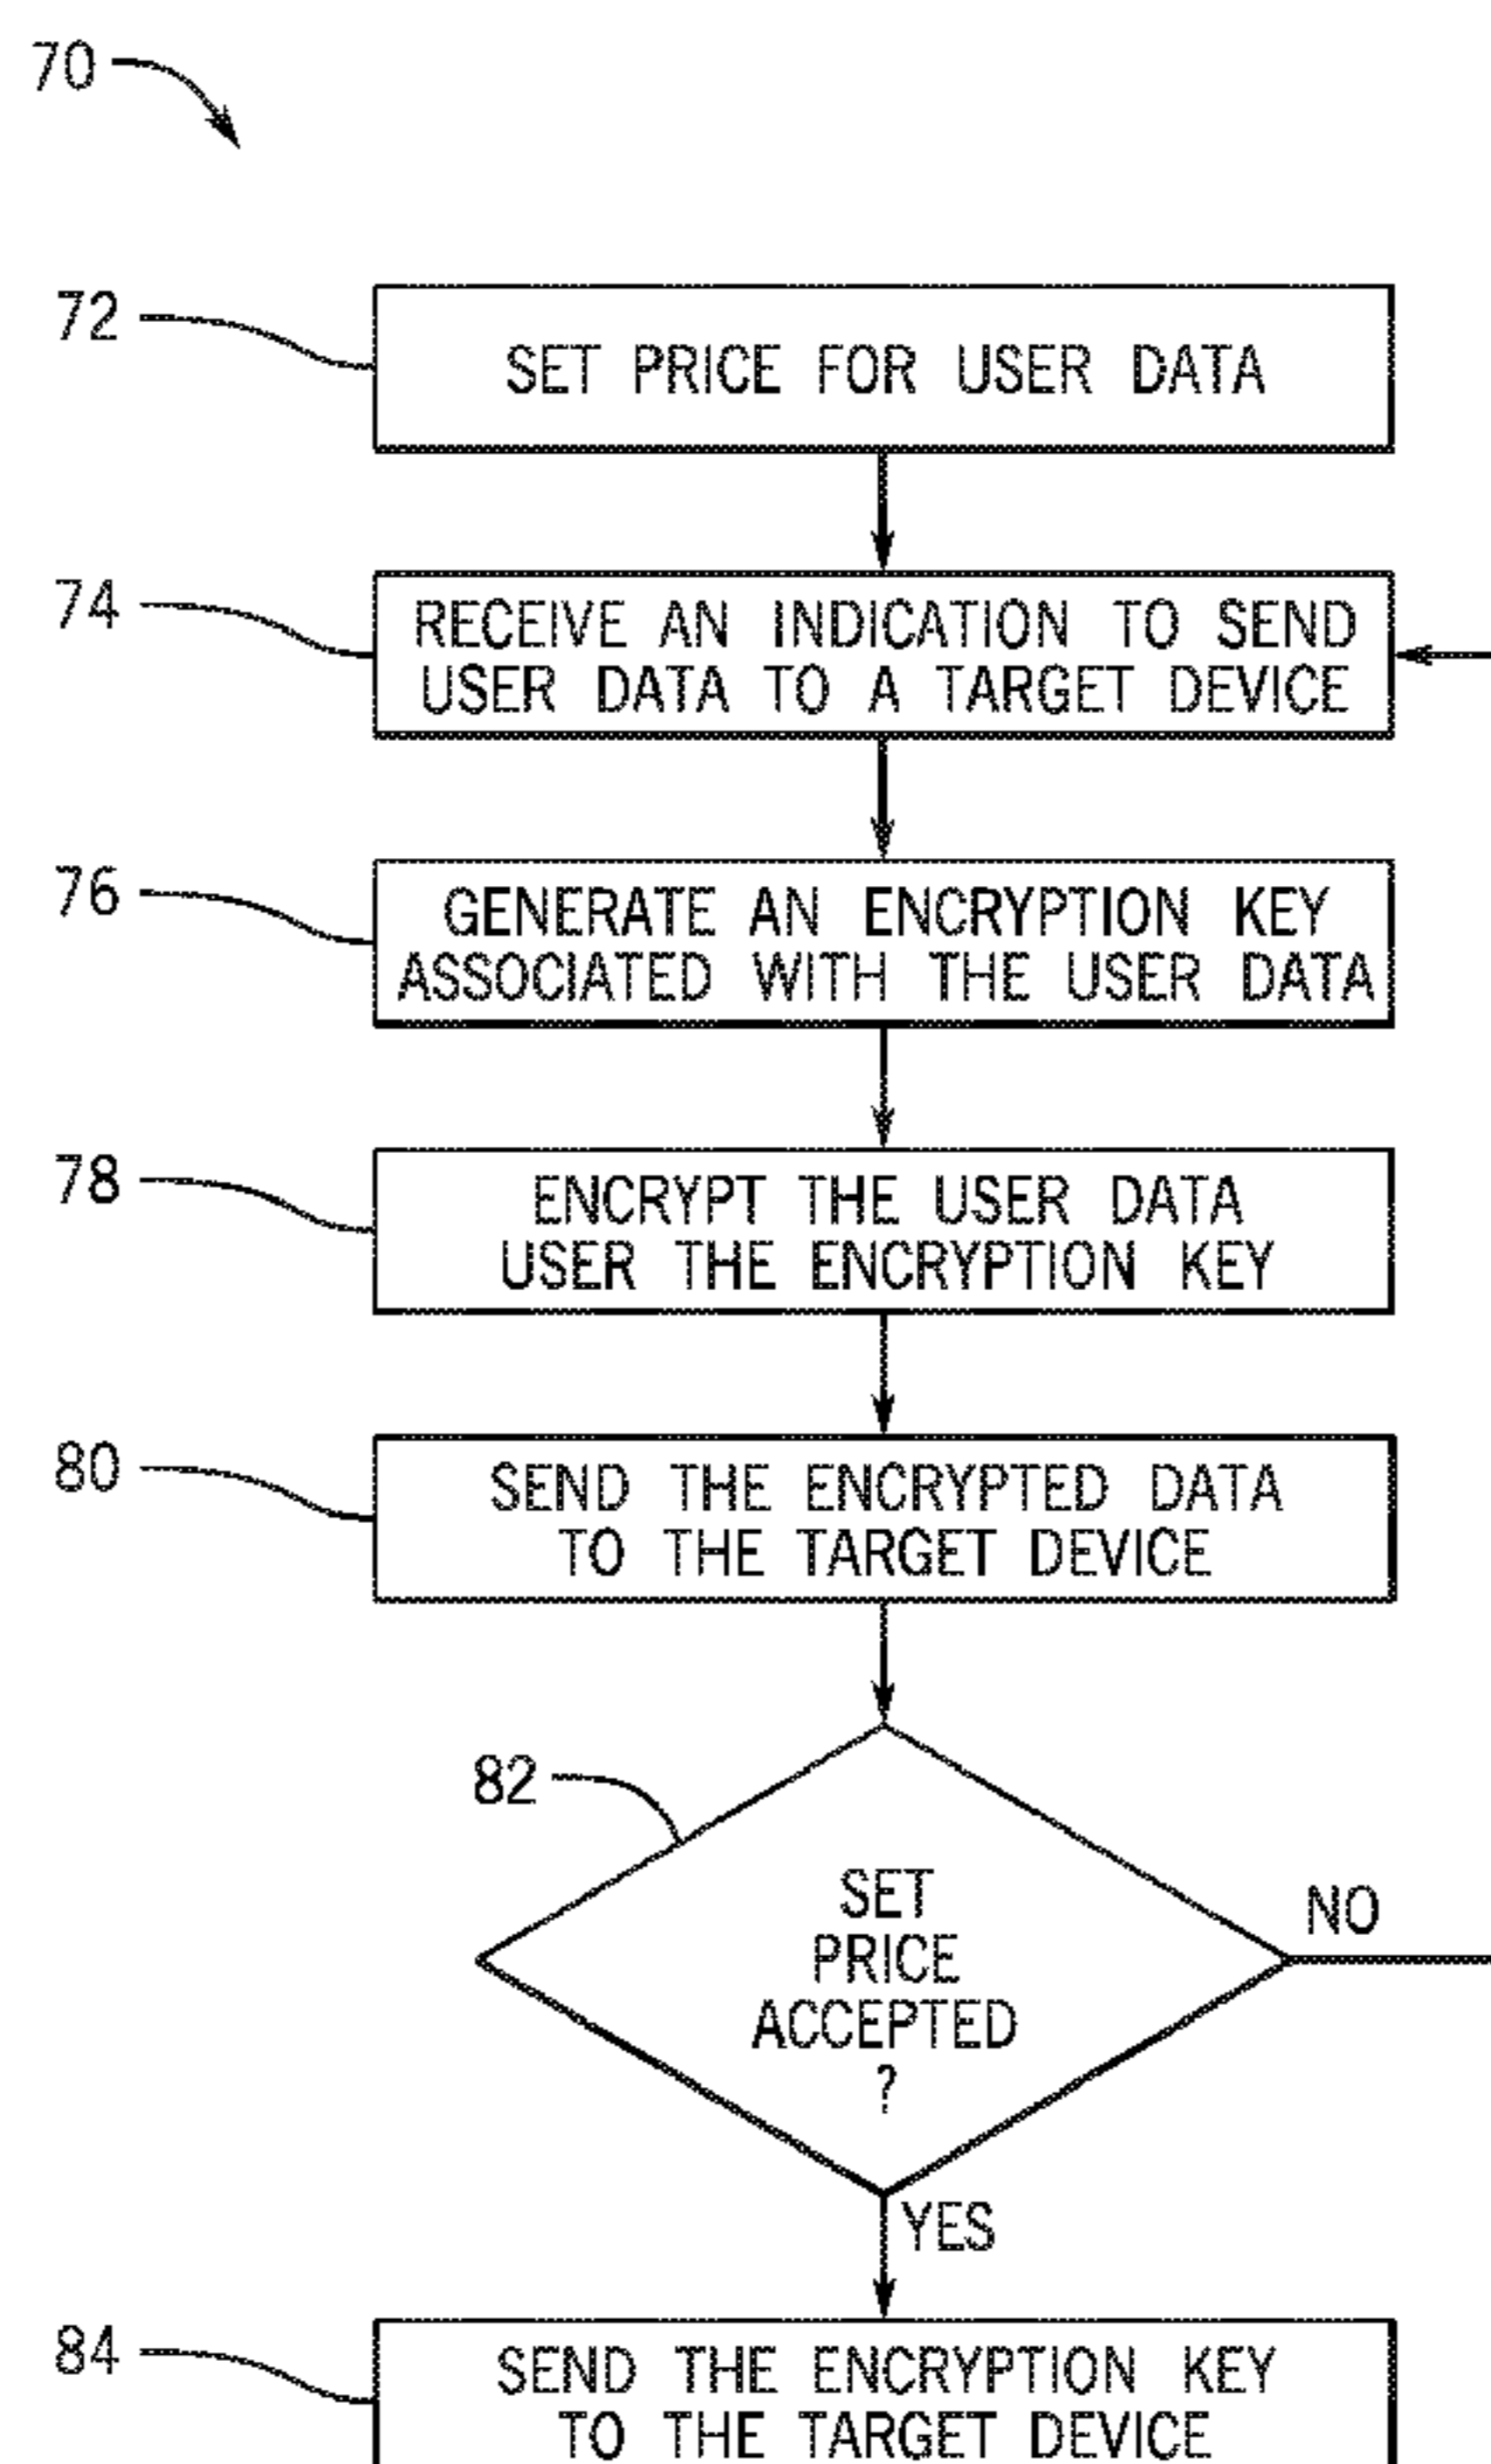 70
72
SET PRICE FOR USER DATA
74
RECEIVE AN INDICATION TO SEND
USER DATA TO A TARGET DEVICE
76
GENERATE AN ENCRYPTION KEY
ASSOCIATED WITH THE USER DATA
78
ENCRYPT THE USER DATA
USER THE ENCRYPTION KEY
80
SEND THE ENCRYPTED DATA
TO THE TARGET DEVICE
82
SET
PRICE
ACCEPTED
?
NO
YES
84
SEND THE ENCRYPTION KEY
TO THE TARGET DEVICE